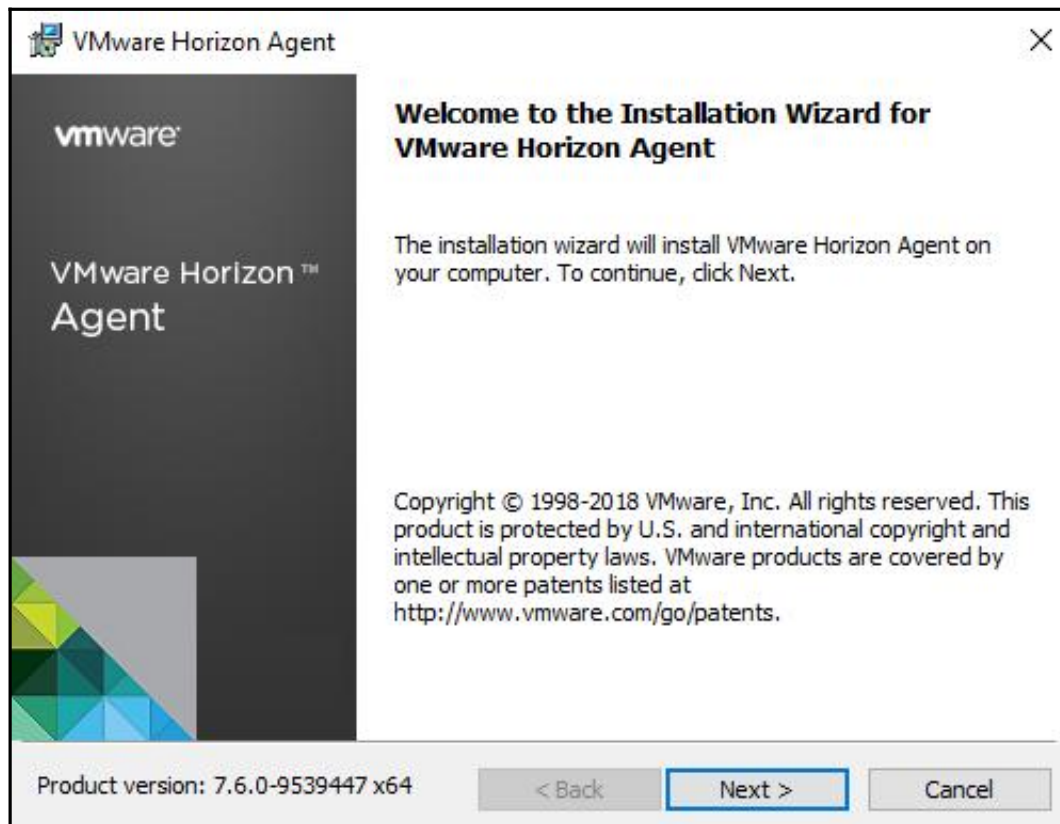 VMware Horizon Agent
vmware
VMware Horizon ™
Agent
Welcome to the Installation Wizard for
VMware Horizon Agent
The installation wizard will install VMware Horizon Agent on
your computer. To continue, click Next.
Copyright © 1998-2018 VMware, Inc. All rights reserved. This
product is protected by U.S. and international copyright and
intellectual property laws. VMware products are covered by
one or more patents listed at
http://www.vmware.com/go/patents.
Product version: 7.6.0-9539447 x64
< Back
Next >
Cancel